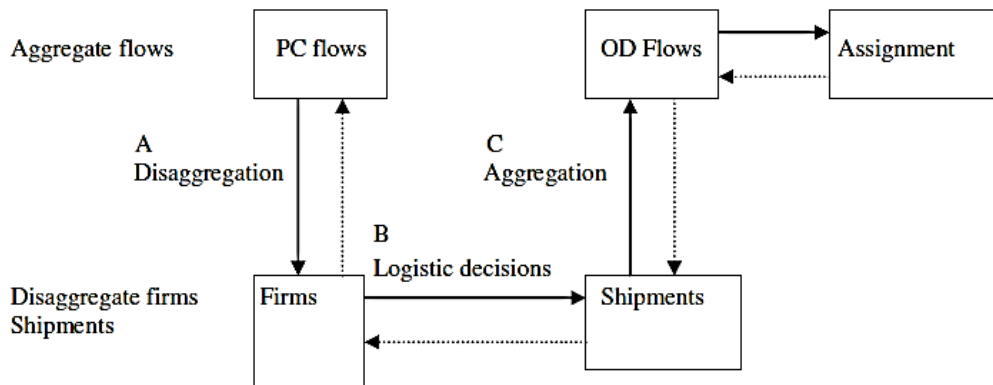 Aggregate flows
PC flows
OD Flows
Assignment
A
Disaggregation
C
Aggregation
B
Logistic decisions
Disaggregate firms
Shipments
Firms
Shipments